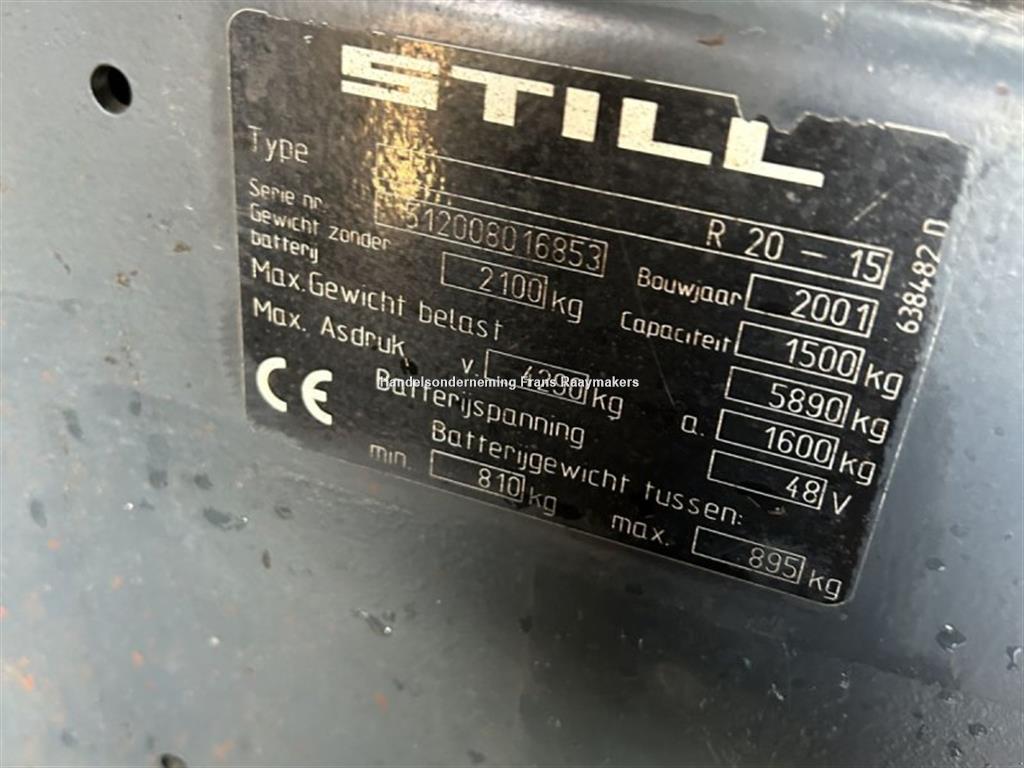 STILL
Type R 20 - 15
Serie nr. 512008016853 Bouwjaar 2001
Gewicht zonder batterij 2100 kg Capaciteit 1500 kg
Max. Gewicht belast 5890 kg
Max. Asdruk v. 4290 kg a. 1600 kg
Batterijspanning 48 V
Batterijgewicht tussen:
min. 810 kg max. 895 kg
CE
638482 D
Handelsonderneming Frans Raaymakers